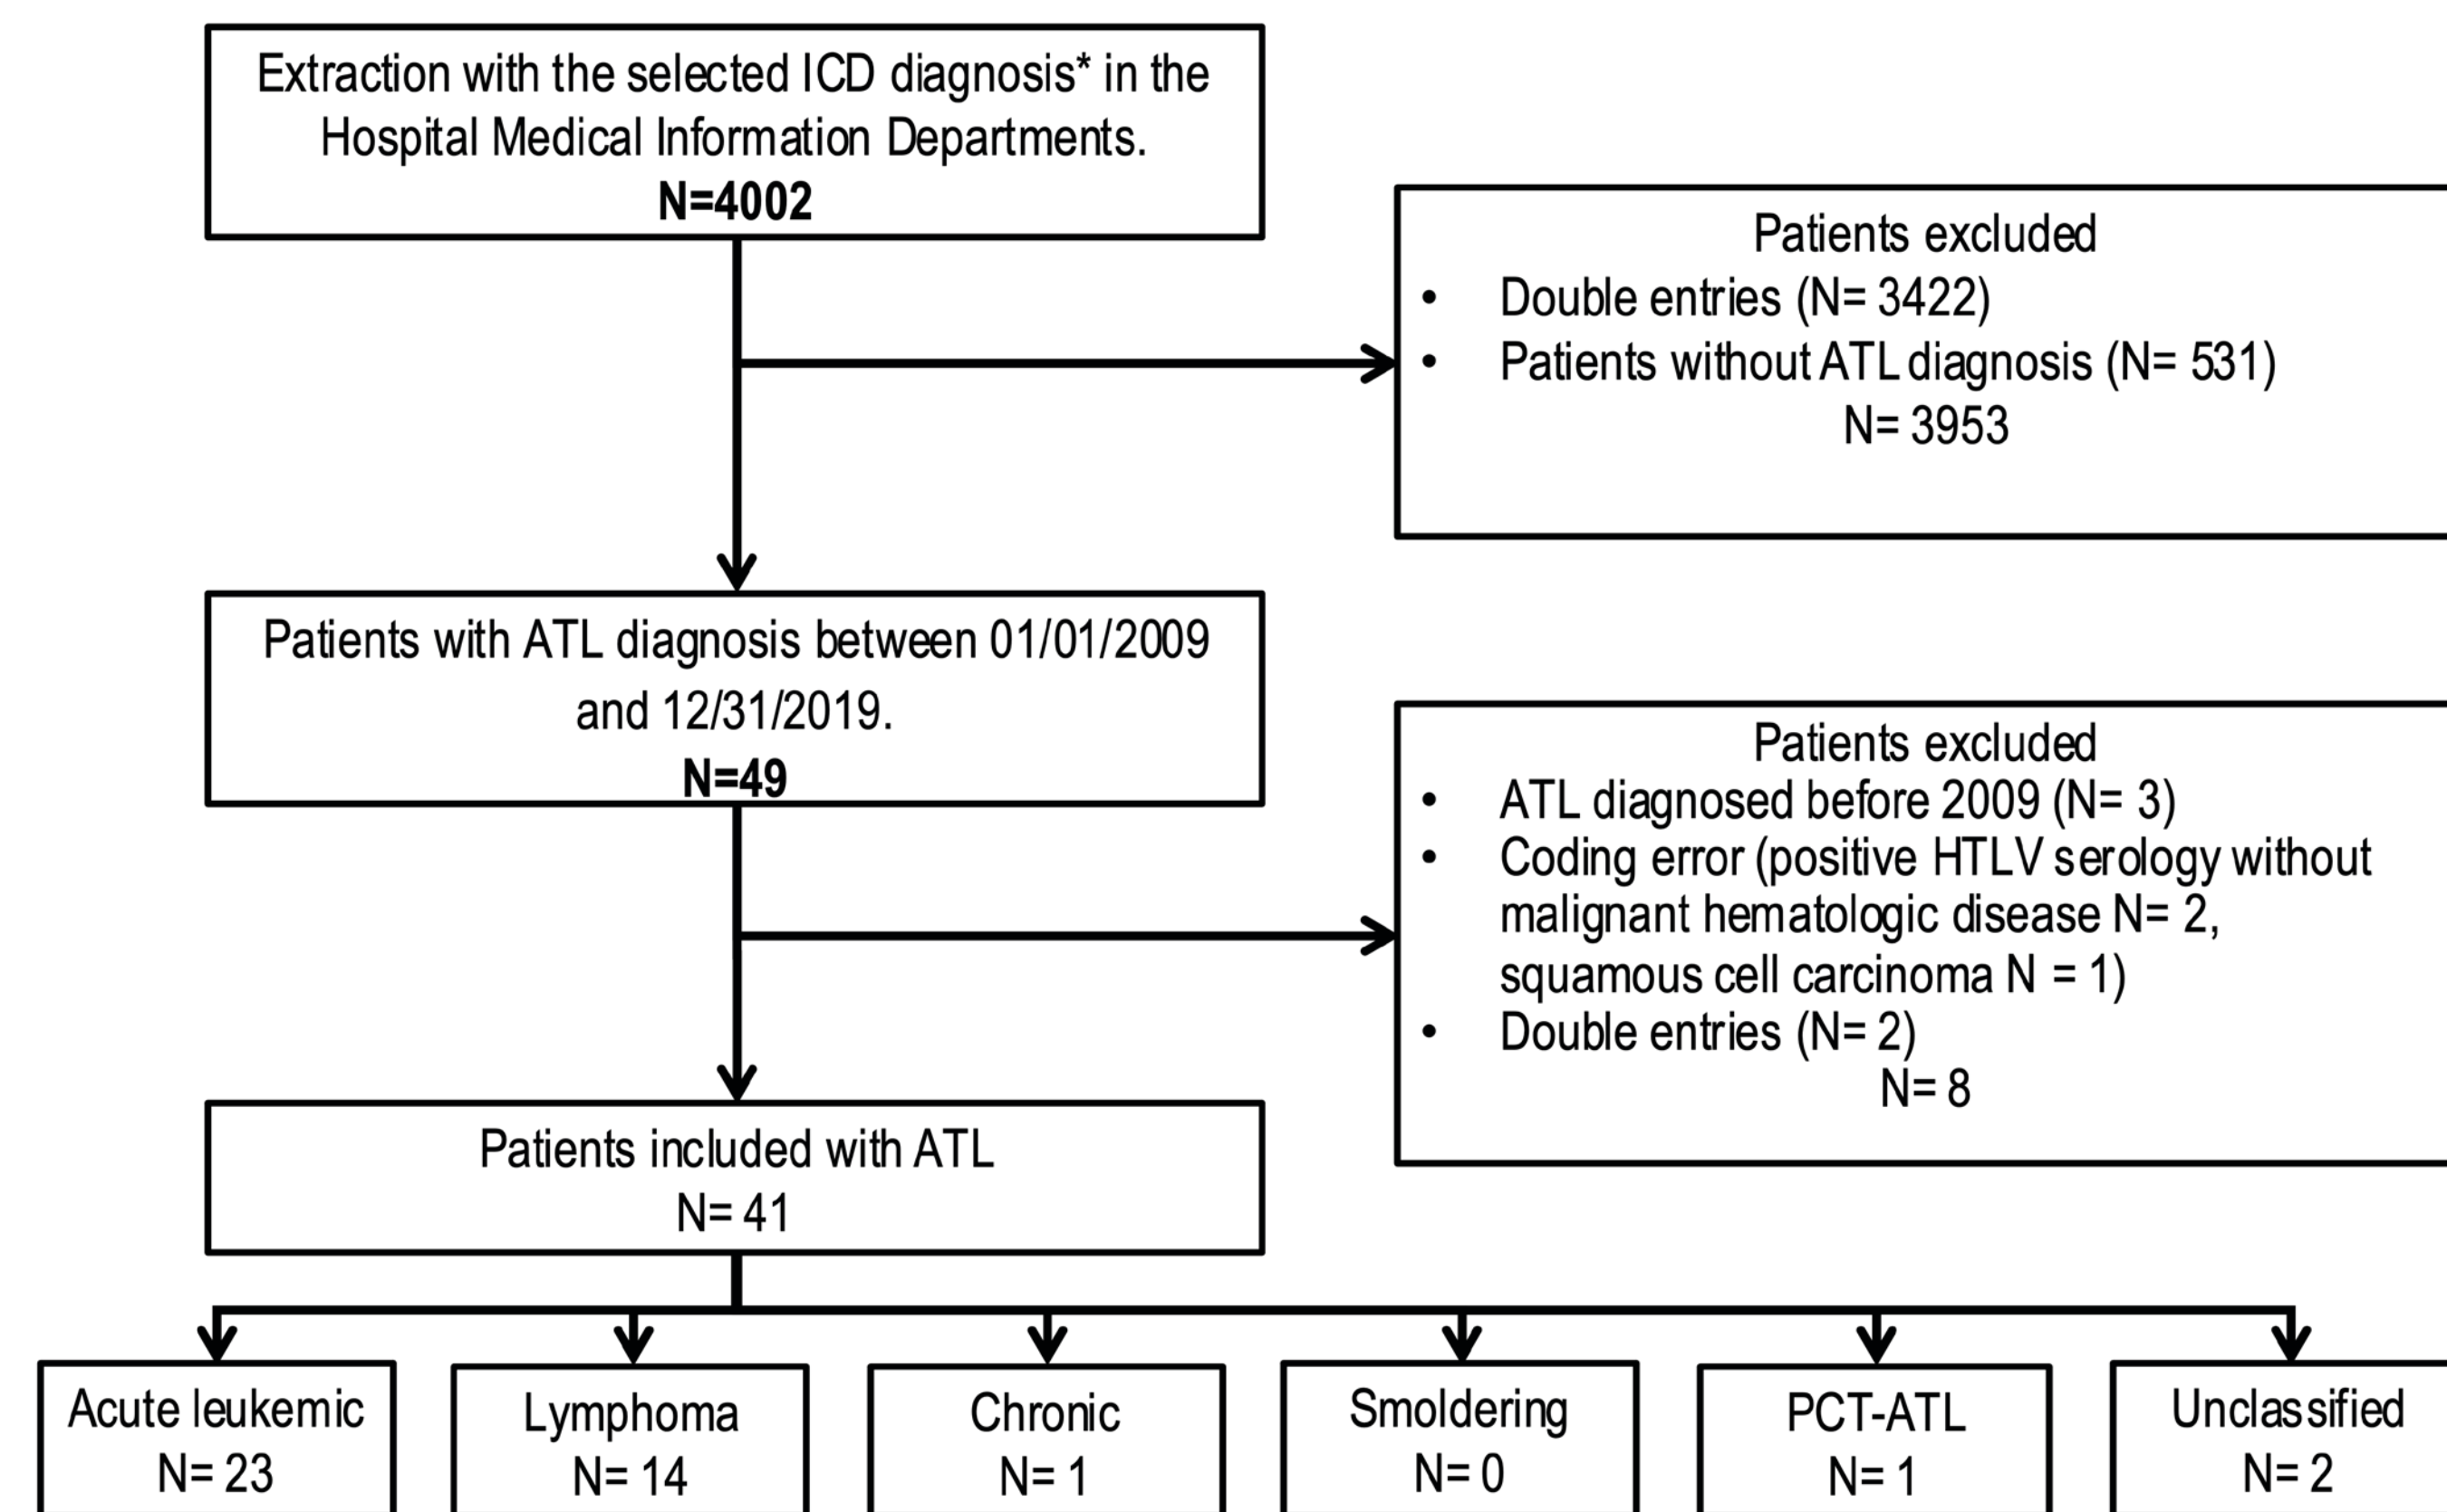 Extraction with the selected ICD diagnosis* in the
Hospital Medical Information Departments.
N=4002
Patients excluded
• Double entries (N= 3422)
• Patients without ATL diagnosis (N= 531)
N= 3953
Patients with ATL diagnosis between 01/01/2009
and 12/31/2019.
N=49
Patients excluded
• ATL diagnosed before 2009 (N= 3)
• Coding error (positive HTLV serology without
malignant hematologic disease N= 2,
squamous cell carcinoma N = 1)
• Double entries (N= 2)
N= 8
Patients included with ATL
N= 41
Acute leukemic
N= 23
Lymphoma
N= 14
Chronic
N= 1
Smoldering
N= 0
PCT-ATL
N= 1
Unclassified
N= 2